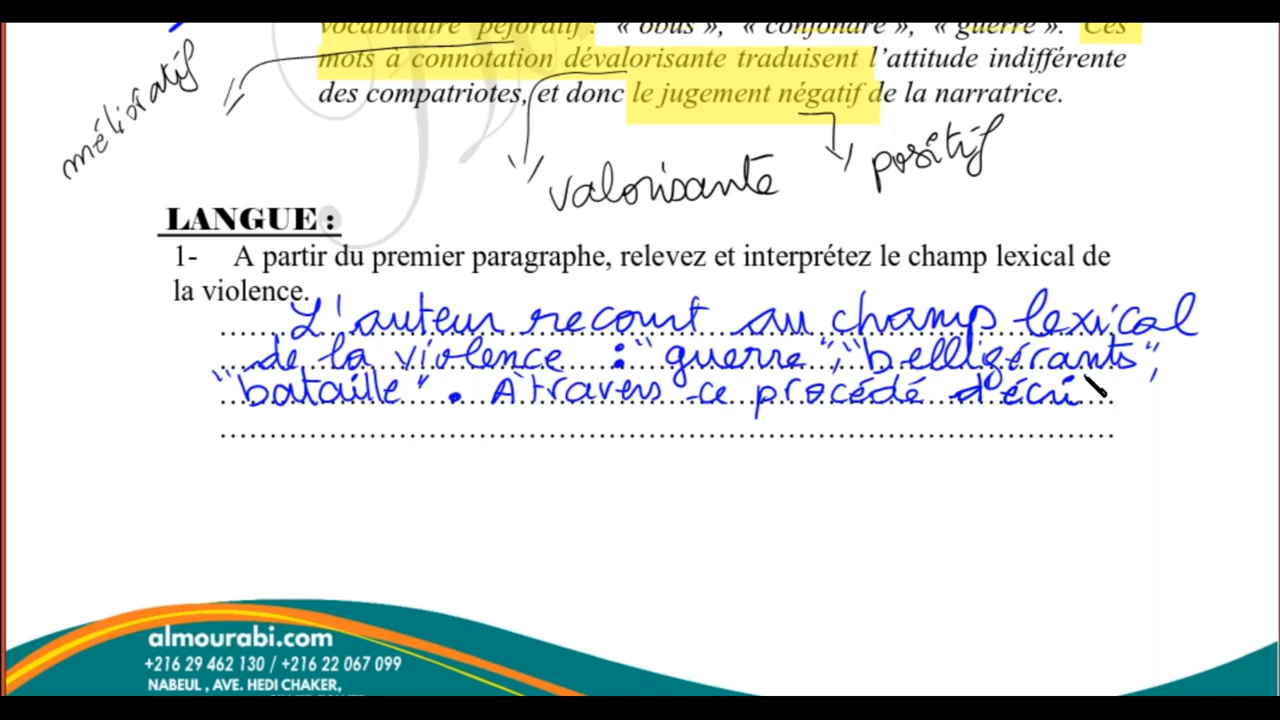 vocabulaire péjoratif : « obus », « confondre », « guerre ». Ces
mots à connotation dévalorisante traduisent l'attitude indifférente
des compatriotes, et donc le jugement négatif de la narratrice.
mélioratif
valorisante
positif
LANGUE :
1- A partir du premier paragraphe, relevez et interprétez le champ lexical de
la violence.
L'auteur recourt au champ lexical
de la violence : "guerre", "belligérants",
"bataille". A travers ce procédé d'écri
almourabi.com
+216 29 462 130 / +216 22 067 099
NABEUL , AVE. HEDI CHAKER,